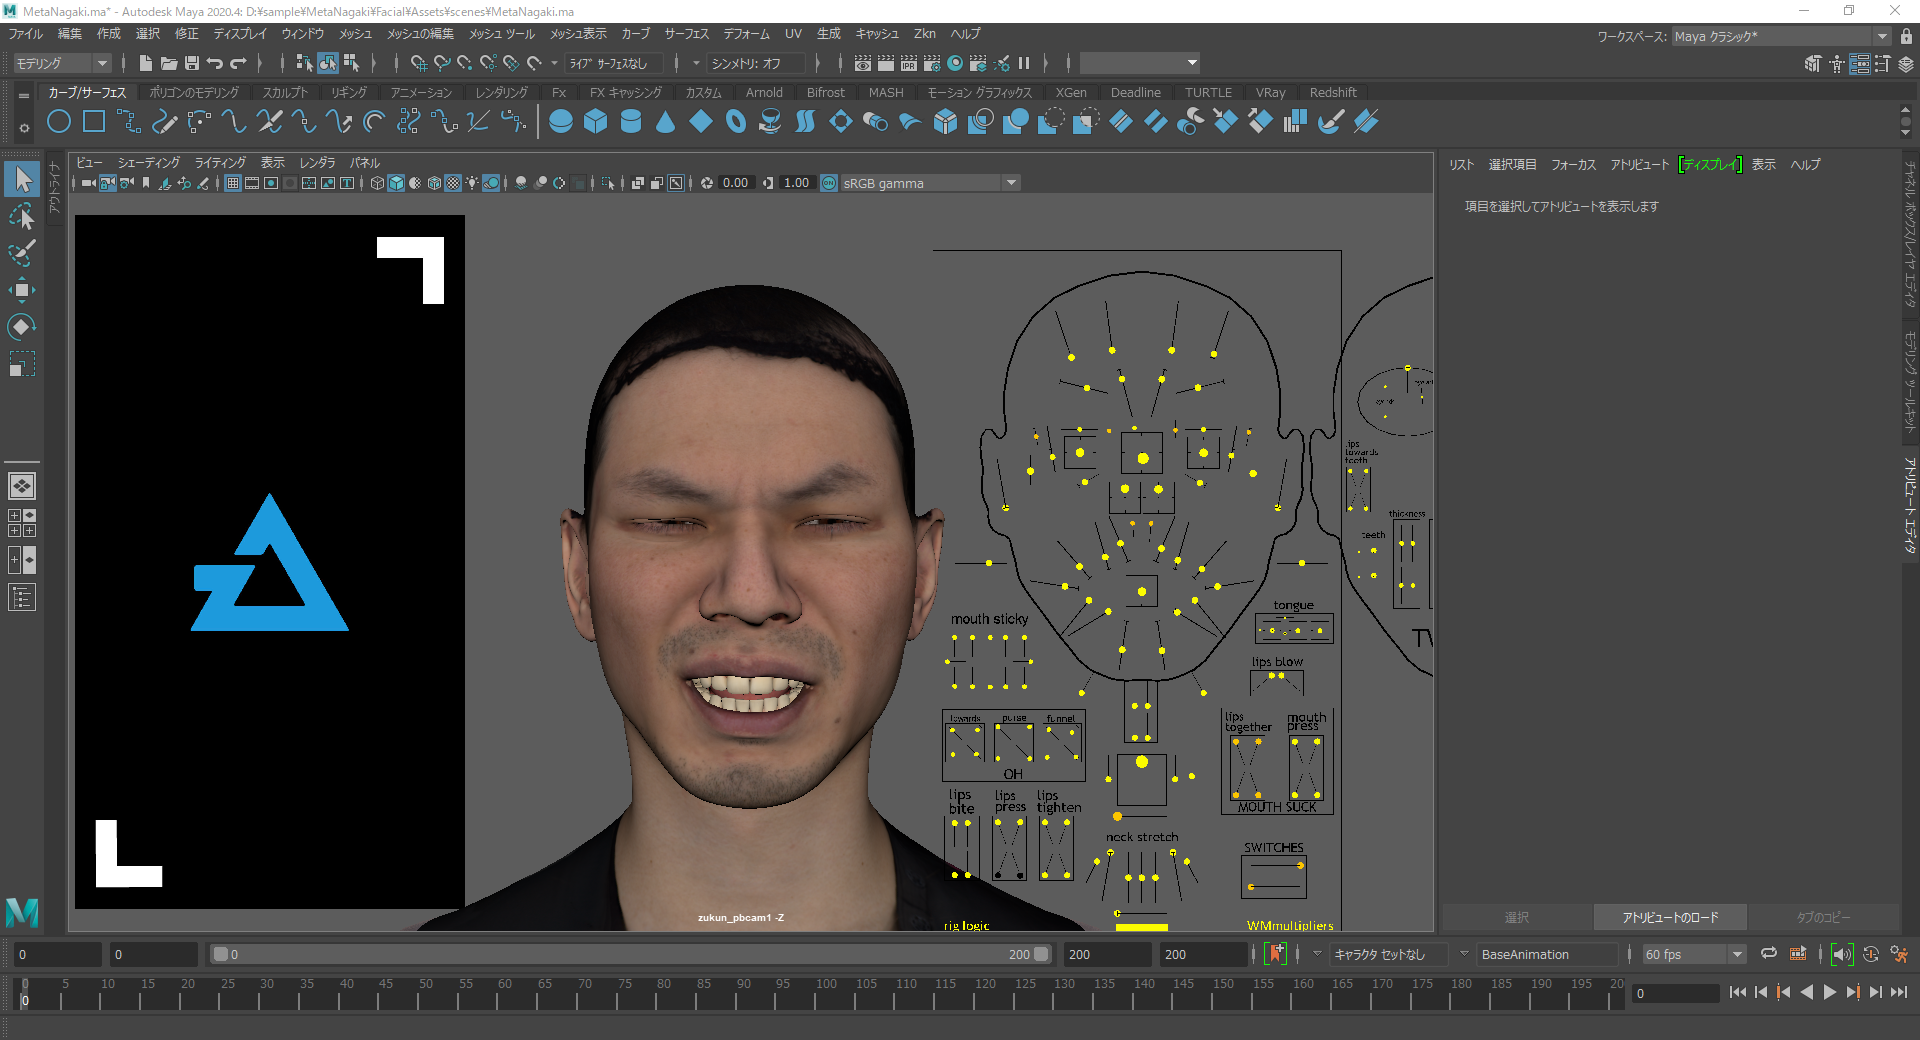 MetaNagaki.ma* - Autodesk Maya 2020.4: D:¥sample¥MetaNagaki¥Facial¥Assets¥scenes¥MetaNagaki.ma
ファイル 編集 作成 選択 修正 ディスプレイ ウィンドウ メッシュ メッシュの編集 メッシュ ツール メッシュ表示 カーブ サーフェス デフォーム UV 生成 キャッシュ Zkn ヘルプ
ワークスペース: Maya クラシック*
モデリング ライブ サーフェスなし シンメトリ: オフ
カーブ/サーフェス ポリゴンのモデリング スカルプト リギング アニメーション レンダリング Fx FX キャッシング カスタム Arnold Bifrost MASH モーション グラフィックス XGen Deadline TURTLE VRay Redshift
アウトライナ
ビュー シェーディング ライティング 表示 レンダラ パネル
0.00 1.00 sRGB gamma
リスト 選択項目 フォーカス アトリビュート ディスプレイ 表示 ヘルプ
項目を選択してアトリビュートを表示します
チャネル ボックス/レイヤ エディタ
モデリング ツールキット
アトリビュート エディタ
lips
towards
teeth
thickness
teeth
tongue
TV
mouth sticky
lips blow
towards purse funnel
OH
lips
together
mouth
press
MOUTH SUCK
lips
bite
lips
press
lips
tighten
neck stretch
SWITCHES
zukun_pbcam1 -Z
rig logic
WMmultipliers
選択 アトリビュートのロード タブのコピー
0 0 0 200 200 200 キャラクタ セットなし BaseAnimation 60 fps
0 5 10 15 20 25 30 35 40 45 50 55 60 65 70 75 80 85 90 95 100 105 110 115 120 125 130 135 140 145 150 155 160 165 170 175 180 185 190 195 20
0 0